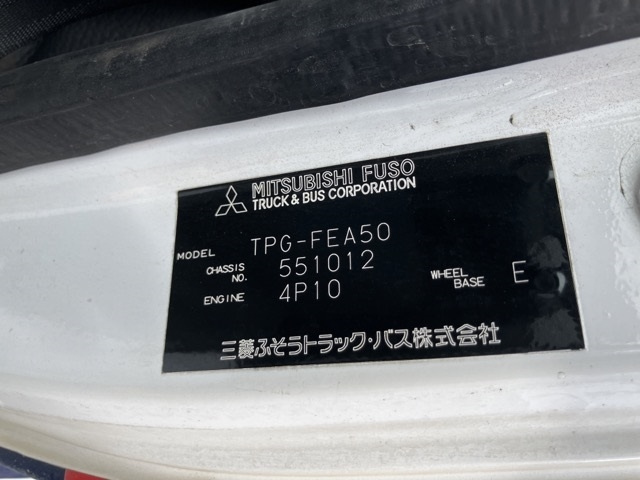 MITSUBISHI FUSO
TRUCK & BUS CORPORATION
MODEL TPG-FEA50
CHASSIS NO. 551012
ENGINE 4P10 WHEEL BASE E
三菱ふそうトラック・バス株式会社